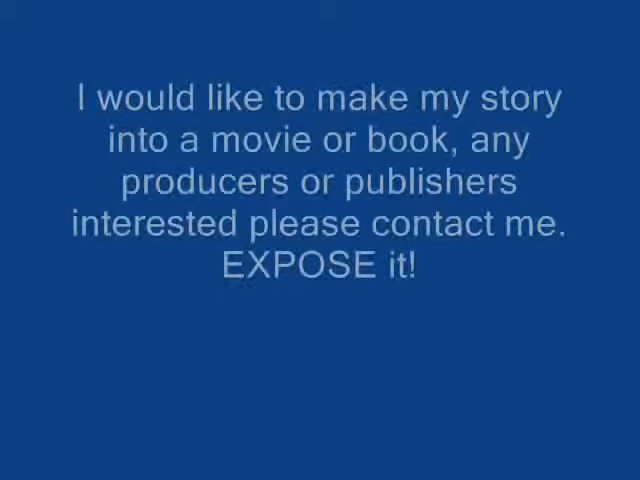 I would like to make my story
into a movie or book, any
producers or publishers
interested please contact me.
EXPOSE it!